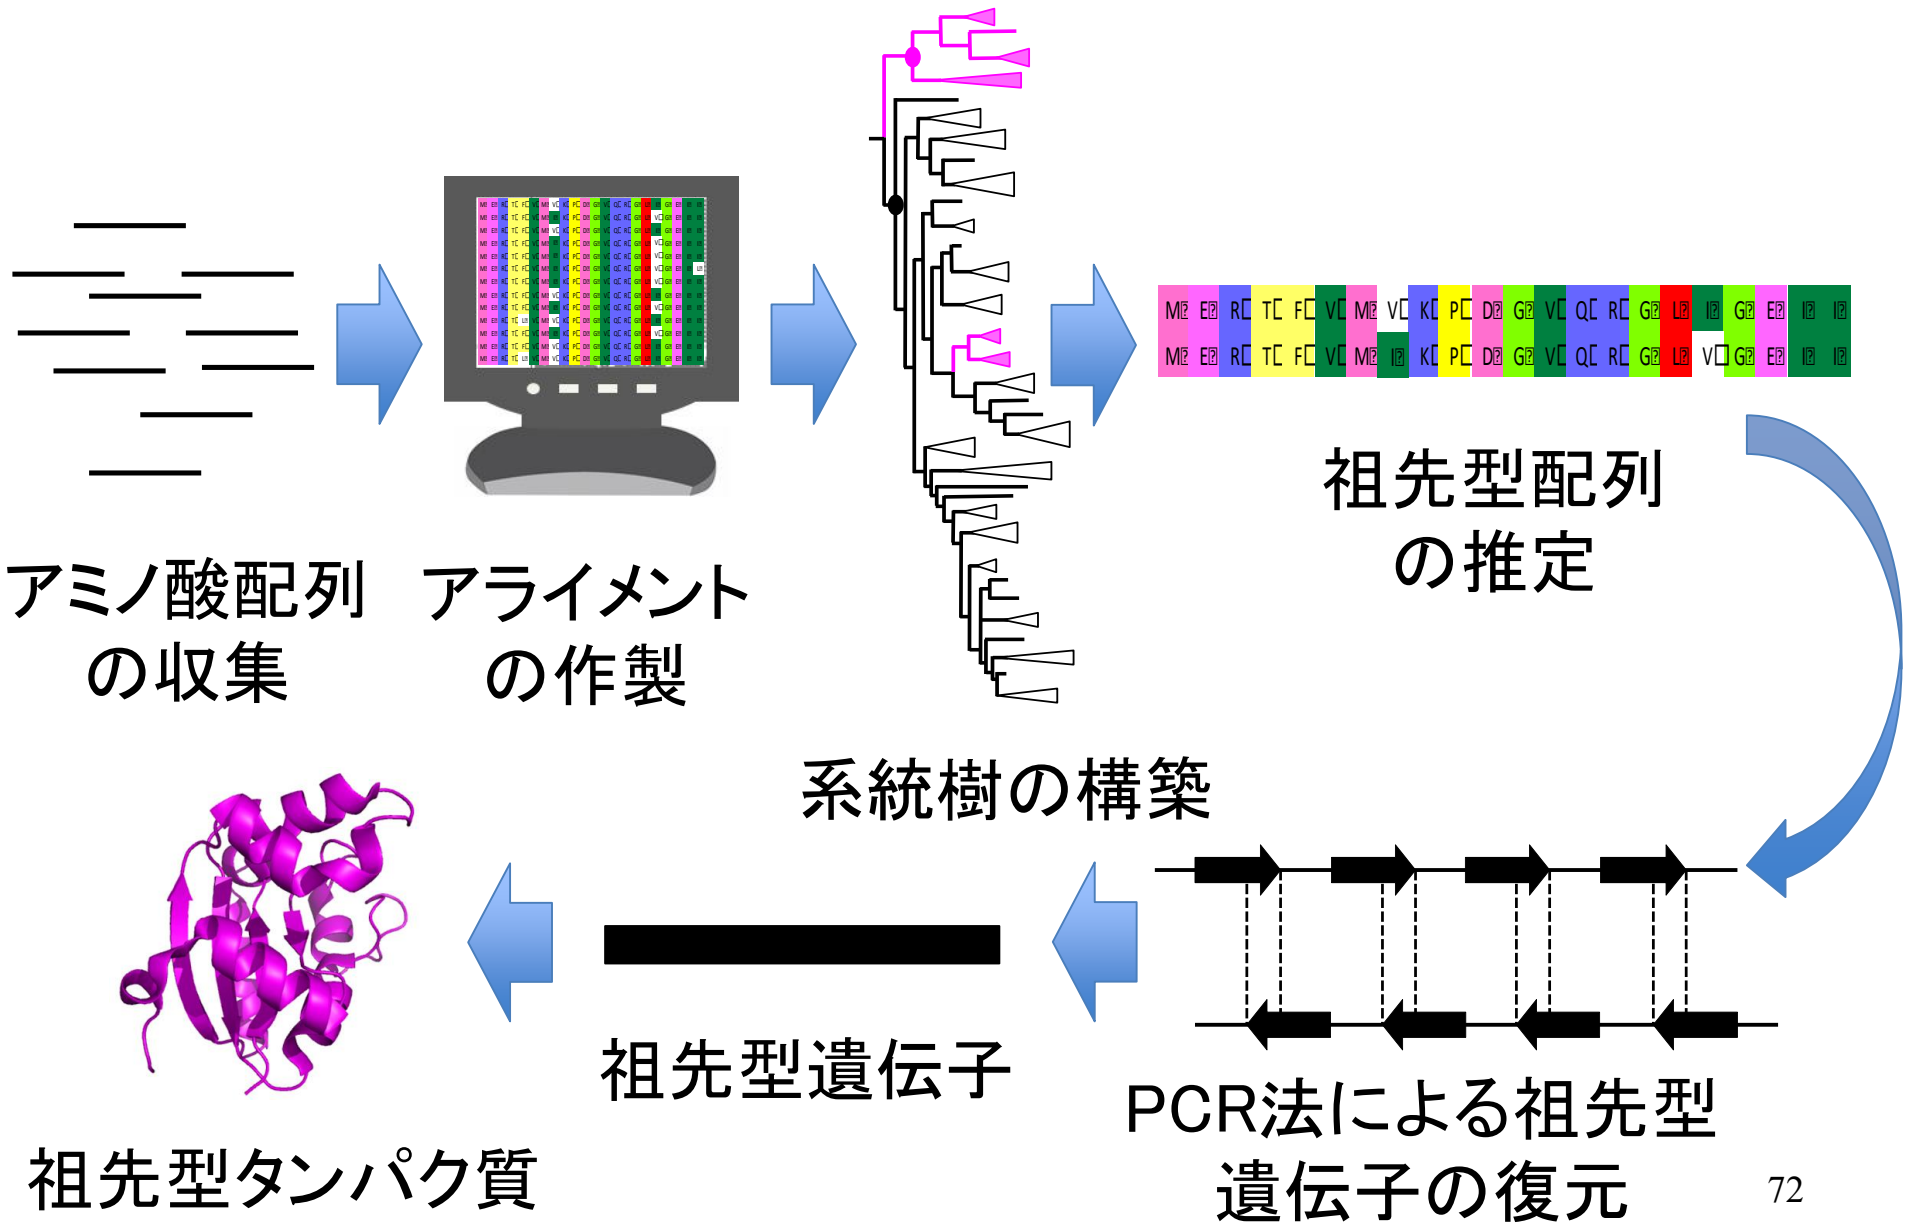 M E R T F V M V K P D G V Q R G L I G E I I
M E R T F V M I K P D G V Q R G L V G E I I
祖先型配列
の推定
アミノ酸配列
の収集
アライメント
の作製
系統樹の構築
祖先型タンパク質
祖先型遺伝子
PCR法による祖先型
遺伝子の復元
72